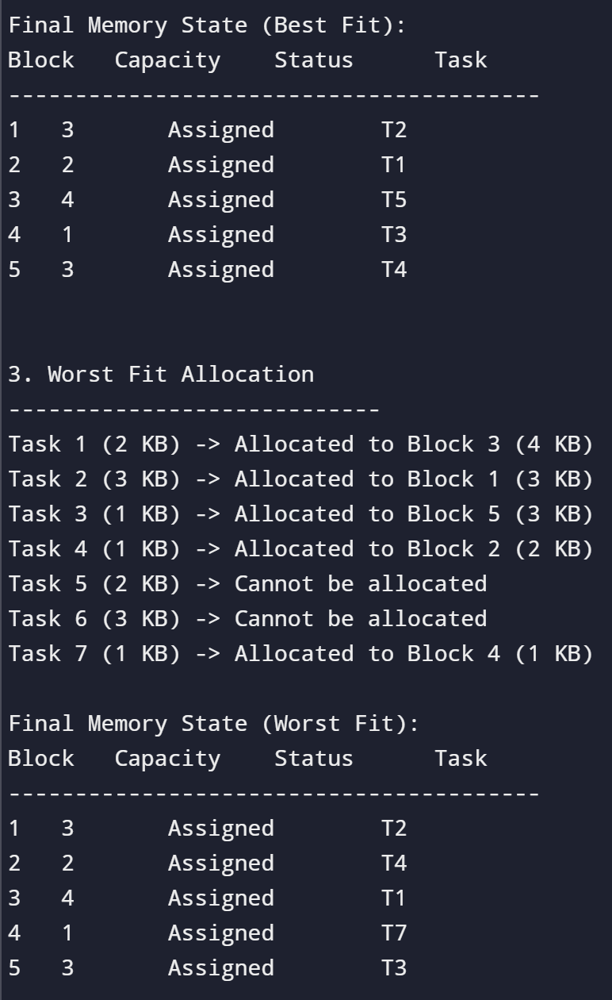 Final Memory State (Best Fit):
Block   Capacity    Status      Task
----------------------------------------
1   3       Assigned        T2
2   2       Assigned        T1
3   4       Assigned        T5
4   1       Assigned        T3
5   3       Assigned        T4
3. Worst Fit Allocation
----------------------------
Task 1 (2 KB) -> Allocated to Block 3 (4 KB)
Task 2 (3 KB) -> Allocated to Block 1 (3 KB)
Task 3 (1 KB) -> Allocated to Block 5 (3 KB)
Task 4 (1 KB) -> Allocated to Block 2 (2 KB)
Task 5 (2 KB) -> Cannot be allocated
Task 6 (3 KB) -> Cannot be allocated
Task 7 (1 KB) -> Allocated to Block 4 (1 KB)
Final Memory State (Worst Fit):
Block   Capacity    Status      Task
----------------------------------------
1   3       Assigned        T2
2   2       Assigned        T4
3   4       Assigned        T1
4   1       Assigned        T7
5   3       Assigned        T3